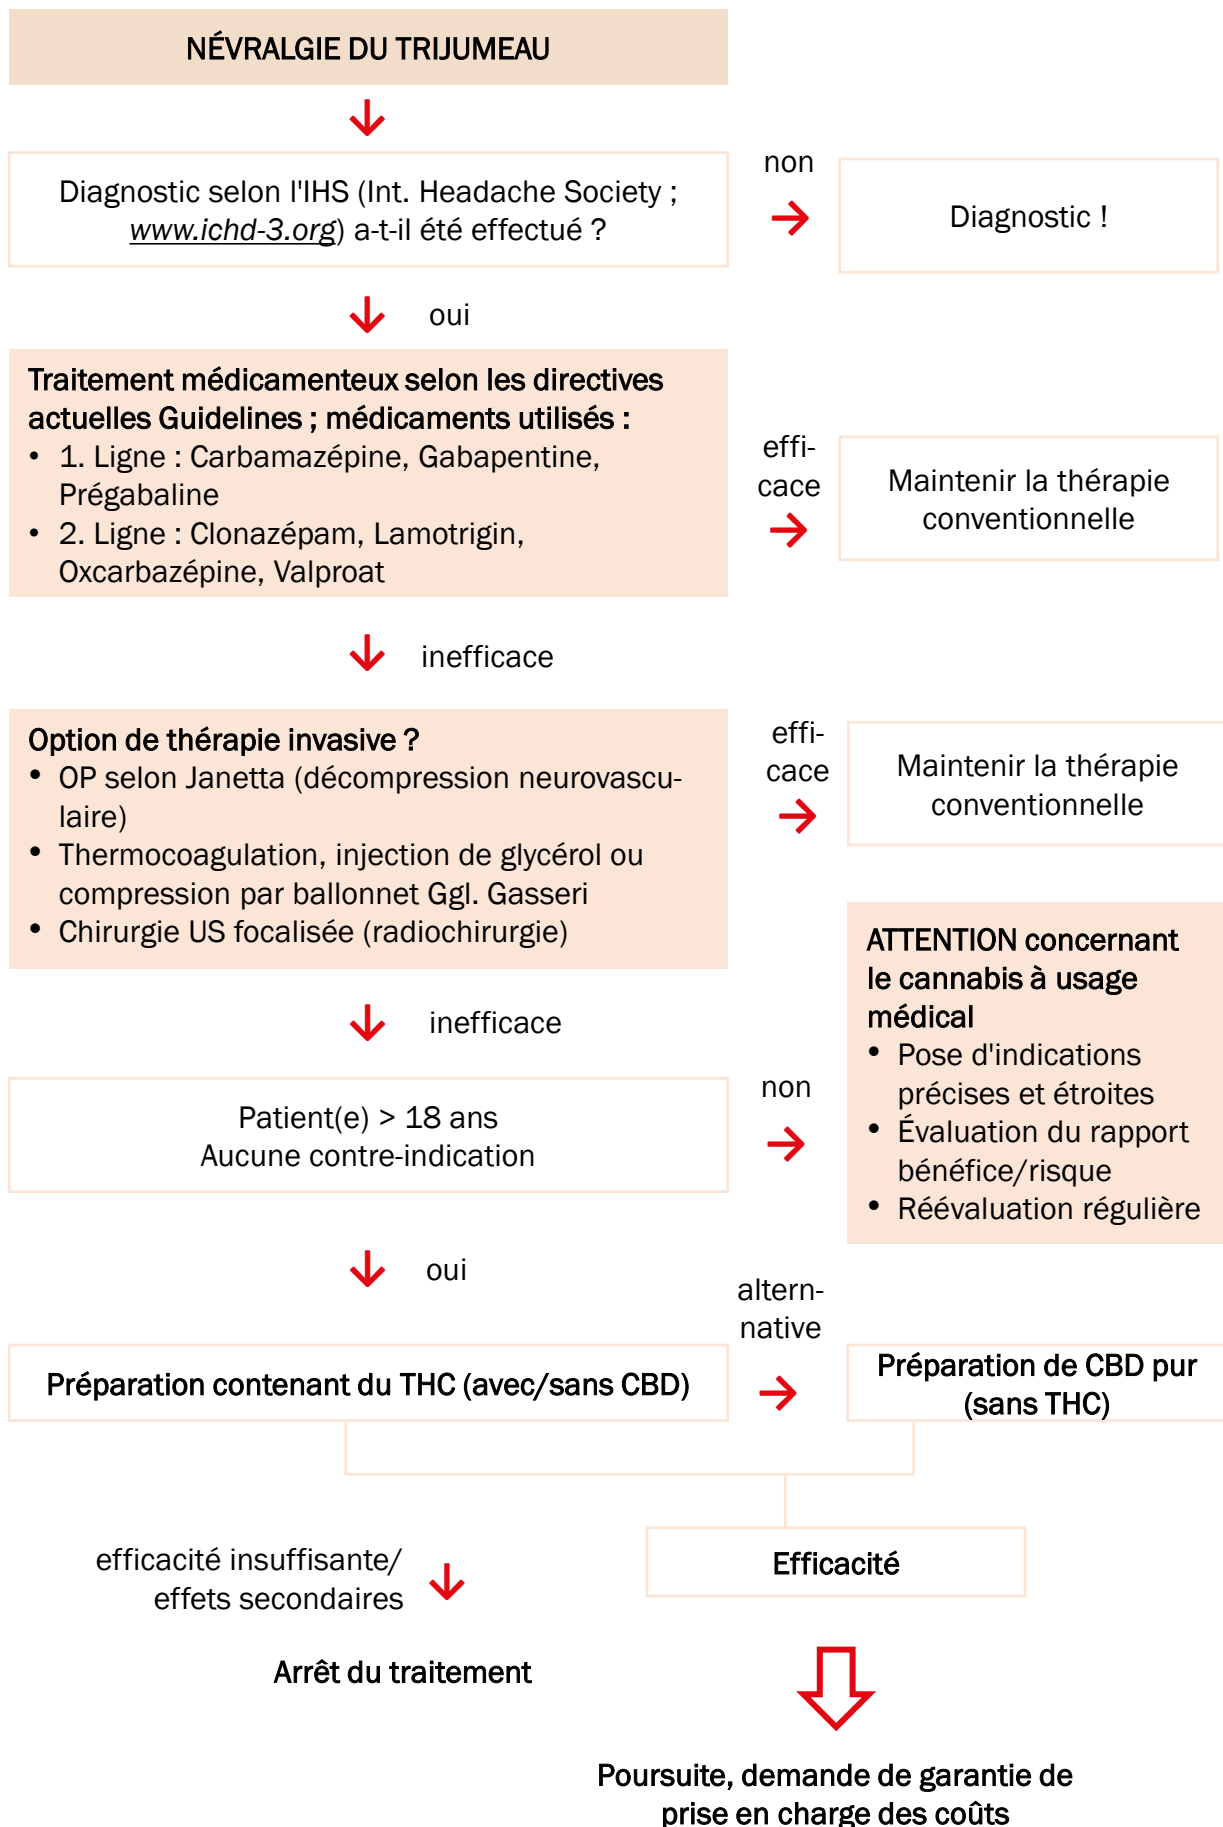 NÉVRALGIE DU TRIJUMEAU
Diagnostic selon l'IHS (Int. Headache Society ;
www.ichd-3.org) a-t-il été effectué ?
non
Diagnostic !
oui
Traitement médicamenteux selon les directives
actuelles Guidelines ; médicaments utilisés :
• 1. Ligne : Carbamazépine, Gabapentine,
Prégabaline
• 2. Ligne : Clonazépam, Lamotrigin,
Oxcarbazépine, Valproat
effi-
cace
Maintenir la thérapie
conventionnelle
inefficace
Option de thérapie invasive ?
• OP selon Janetta (décompression neurovascu-
laire)
• Thermocoagulation, injection de glycérol ou
compression par ballonnet Ggl. Gasseri
• Chirurgie US focalisée (radiochirurgie)
effi-
cace
Maintenir la thérapie
conventionnelle
inefficace
Patient(e) > 18 ans
Aucune contre-indication
non
ATTENTION concernant
le cannabis à usage
médical
• Pose d'indications
précises et étroites
• Évaluation du rapport
bénéfice/risque
• Réévaluation régulière
oui
Préparation contenant du THC (avec/sans CBD)
altern-
native
Préparation de CBD pur
(sans THC)
efficacité insuffisante/
effets secondaires
Efficacité
Arrêt du traitement
Poursuite, demande de garantie de
prise en charge des coûts